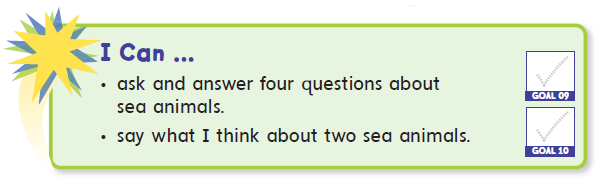 I Can ...
• ask and answer four questions about
sea animals.
GOAL 09
• say what I think about two sea animals.
GOAL 10